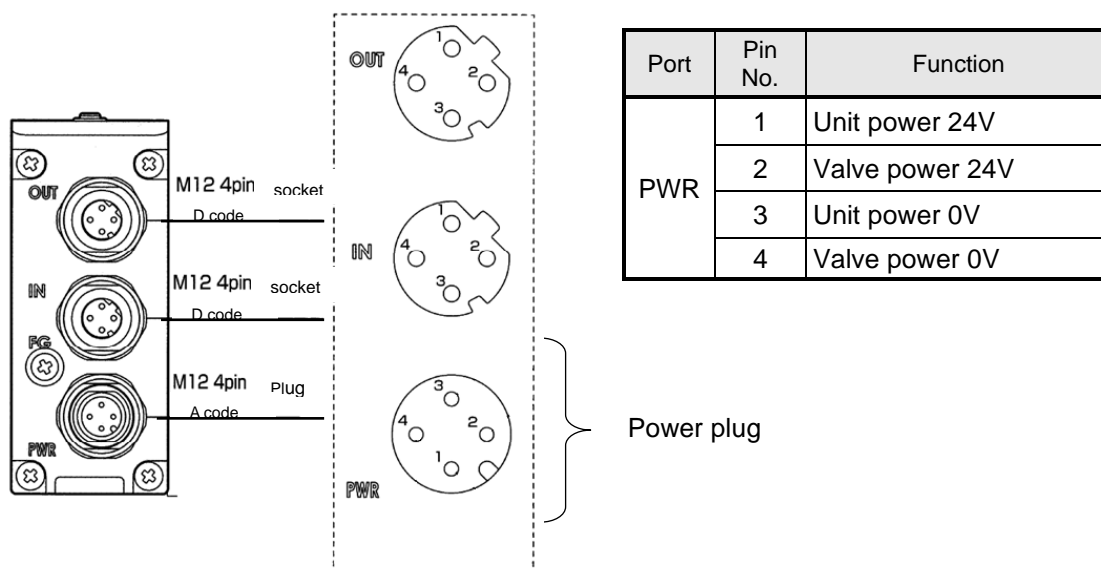 OUT
M12 4pin socket
D code
IN
M12 4pin socket
D code
FG
M12 4pin Plug
A code
PWR
OUT
1
4
2
3
IN
1
4
2
3
3
4
2
1
PWR
Power plug
Port Pin No. Function
PWR
1 Unit power 24V
2 Valve power 24V
3 Unit power 0V
4 Valve power 0V